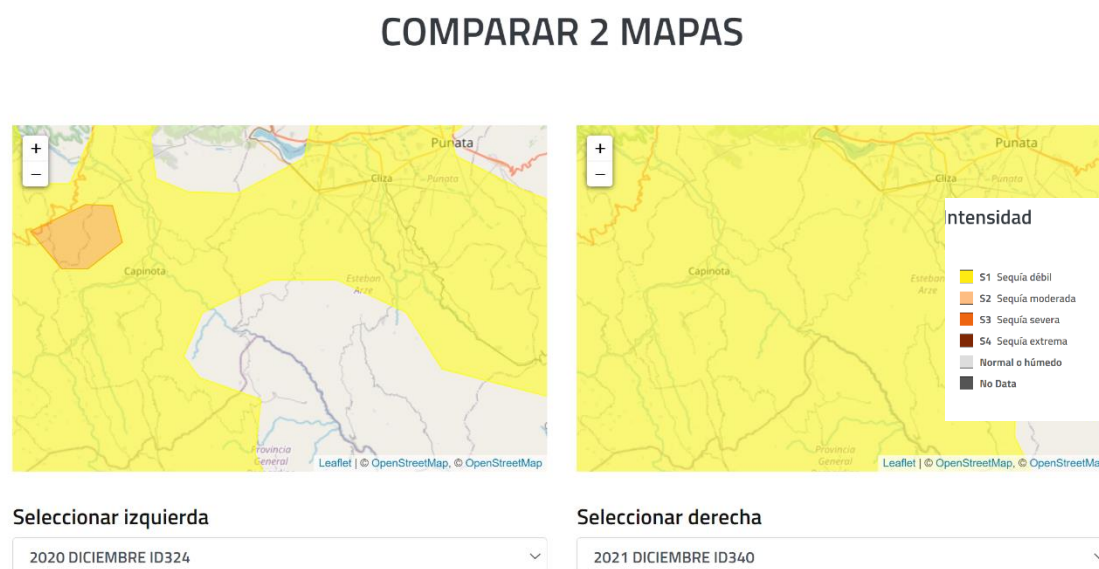 COMPARAR 2 MAPAS
+
−
Punata
Cliza
Punata
Capinota
Esteban
Arze
Provincia
General
Leaflet | © OpenStreetMap, © OpenStreetMap
+
−
Punata
Cliza
Punata
Capinota
Esteban
Arze
Provincia
General
Leaflet | © OpenStreetMap, © OpenStreetMa
Intensidad
S1 Sequía débil
S2 Sequía moderada
S3 Sequía severa
S4 Sequía extrema
Normal o húmedo
No Data
Seleccionar izquierda
2020 DICIEMBRE ID324
Seleccionar derecha
2021 DICIEMBRE ID340